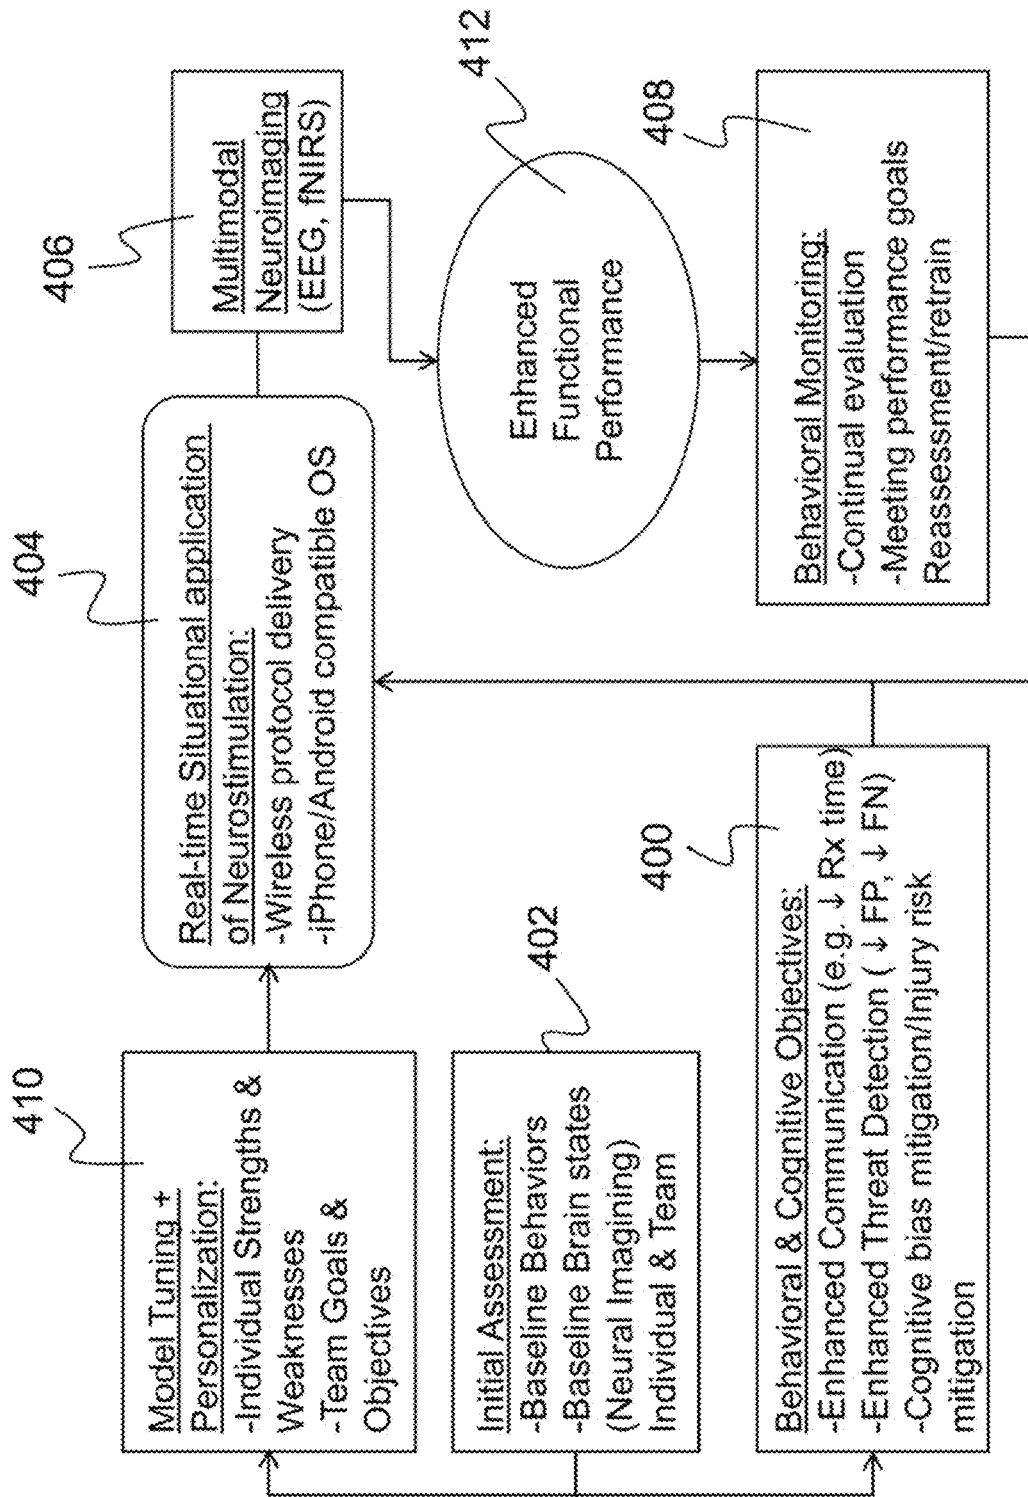 410
Model Tuning +
Personalization:
-Individual Strengths &
Weaknesses
-Team Goals &
Objectives
404
Real-time Situational application
of Neurostimulation:
-Wireless protocol delivery
-iPhone/Android compatible OS
406
Multimodal
Neuroimaging
(EEG, fNIRS)
402
Initial Assessment:
-Baseline Behaviors
-Baseline Brain states
(Neural Imagining)
Individual & Team
412
Enhanced
Functional
Performance
400
Behavioral & Cognitive Objectives:
-Enhanced Communication (e.g. ↓ Rx time)
-Enhanced Threat Detection ( ↓ FP, ↓ FN)
-Cognitive bias mitigation/Injury risk
mitigation
408
Behavioral Monitoring:
-Continual evaluation
-Meeting performance goals
Reassessment/retrain